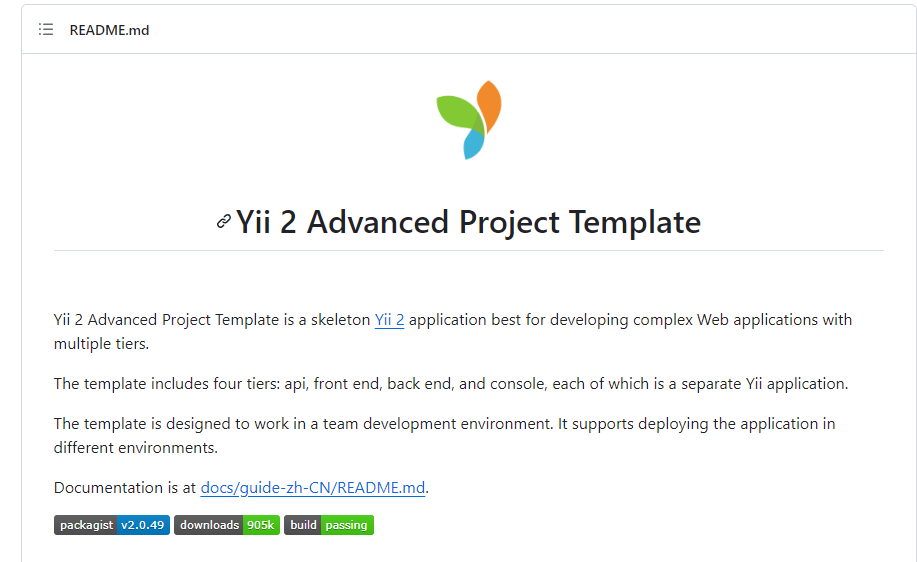 README.md
Yii 2 Advanced Project Template
Yii 2 Advanced Project Template is a skeleton Yii 2 application best for developing complex Web applications with
multiple tiers.
The template includes four tiers: api, front end, back end, and console, each of which is a separate Yii application.
The template is designed to work in a team development environment. It supports deploying the application in
different environments.
Documentation is at docs/guide-zh-CN/README.md.
packagist v2.0.49 downloads 905k build passing